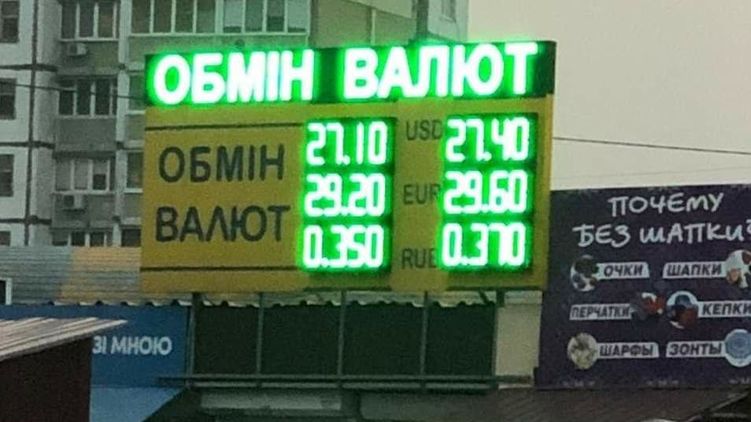 ОБМІН ВАЛЮТ
ОБМІН
ВАЛЮТ
27.10 USD 27.40
29.20 EUR 29.60
0.350 RUB 0.370
ЗІ МНОЮ
ПОЧЕМУ
БЕЗ ШАПКИ?
ОЧКИ ШАПКИ
ПЕРЧАТКИ КЕПКИ
ШАРФЫ ЗОНТЫ